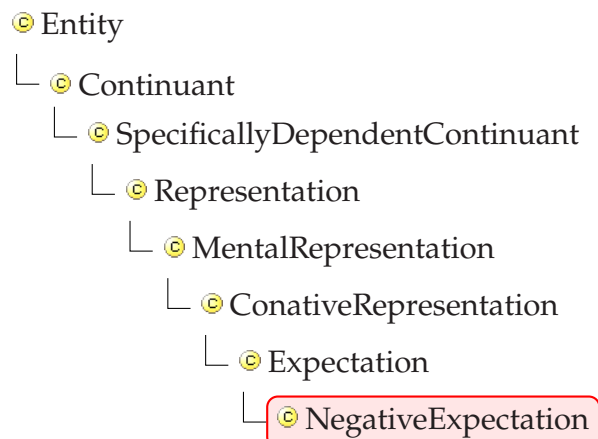 Entity
Continuant
SpecificallyDependentContinuant
Representation
MentalRepresentation
ConativeRepresentation
Expectation
NegativeExpectation